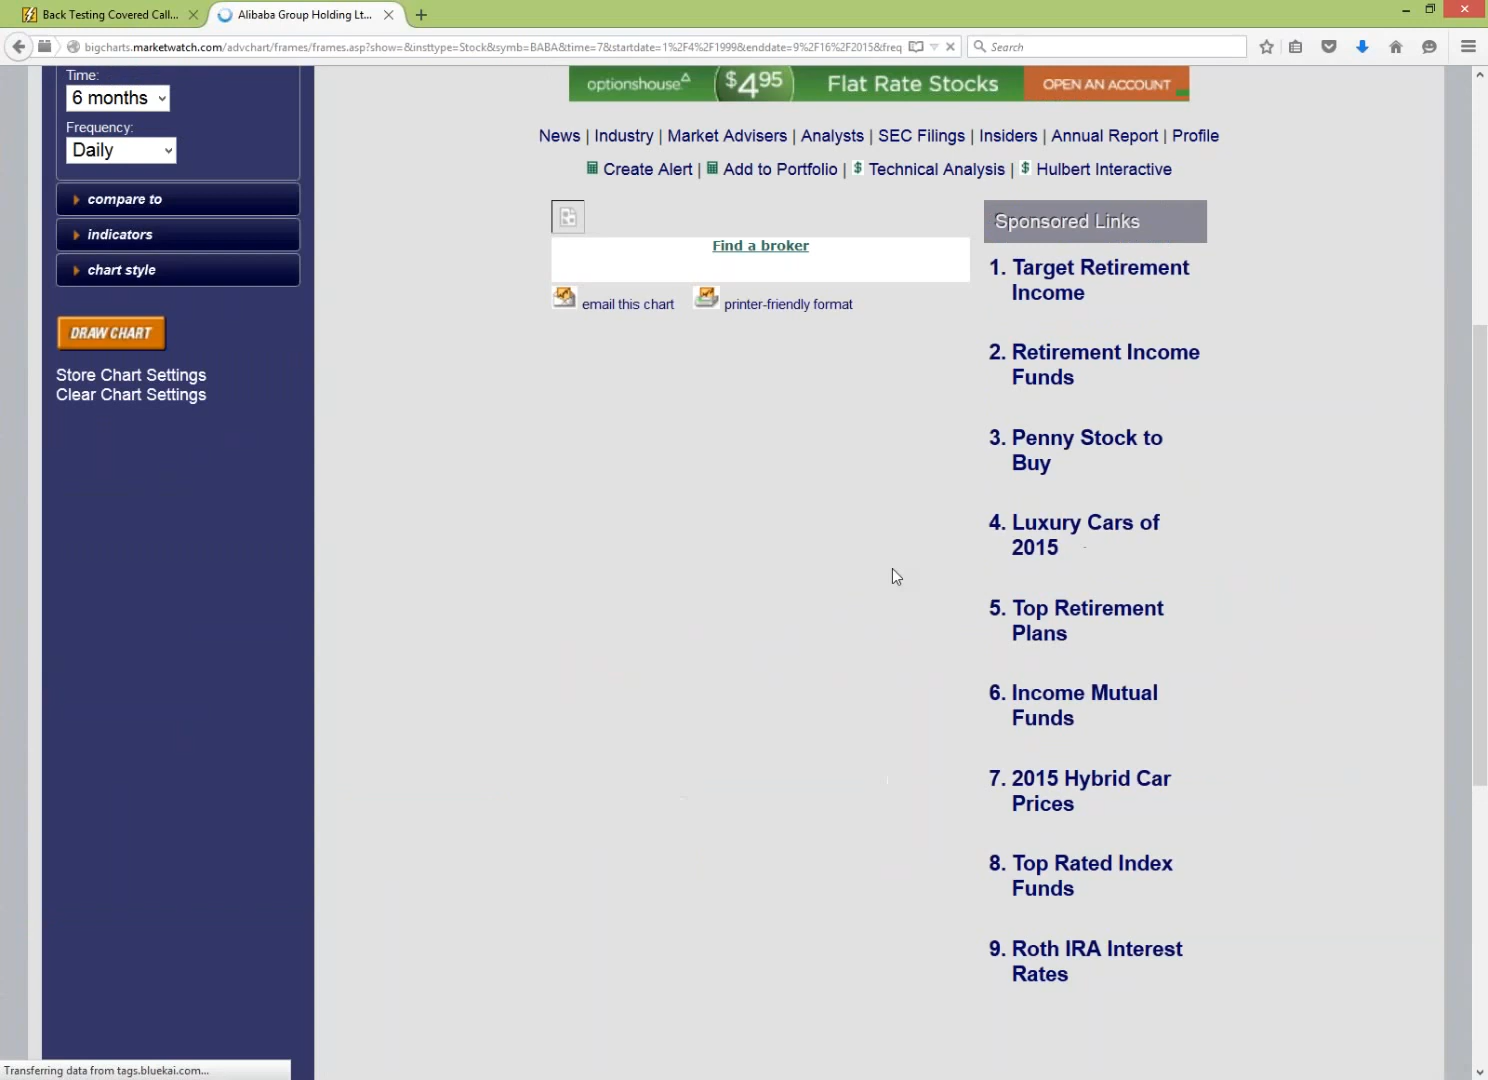 Back Testing Covered Call...
Alibaba Group Holding Lt...
bigcharts.marketwatch.com/advchart/frames/frames.asp?show=&insttype=Stock&symb=BABA&time=7&startdate=1%2F4%2F1999&enddate=9%2F16%2F2015&freq
Search
Time:
6 months
Frequency:
Daily
compare to
indicators
chart style
DRAW CHART
Store Chart Settings
Clear Chart Settings
optionshouse $4.95 Flat Rate Stocks OPEN AN ACCOUNT
News | Industry | Market Advisers | Analysts | SEC Filings | Insiders | Annual Report | Profile
Create Alert | Add to Portfolio | $ Technical Analysis | $ Hulbert Interactive
Find a broker
email this chart printer-friendly format
Sponsored Links
1. Target Retirement
Income
2. Retirement Income
Funds
3. Penny Stock to
Buy
4. Luxury Cars of
2015
5. Top Retirement
Plans
6. Income Mutual
Funds
7. 2015 Hybrid Car
Prices
8. Top Rated Index
Funds
9. Roth IRA Interest
Rates
Transferring data from tags.bluekai.com...